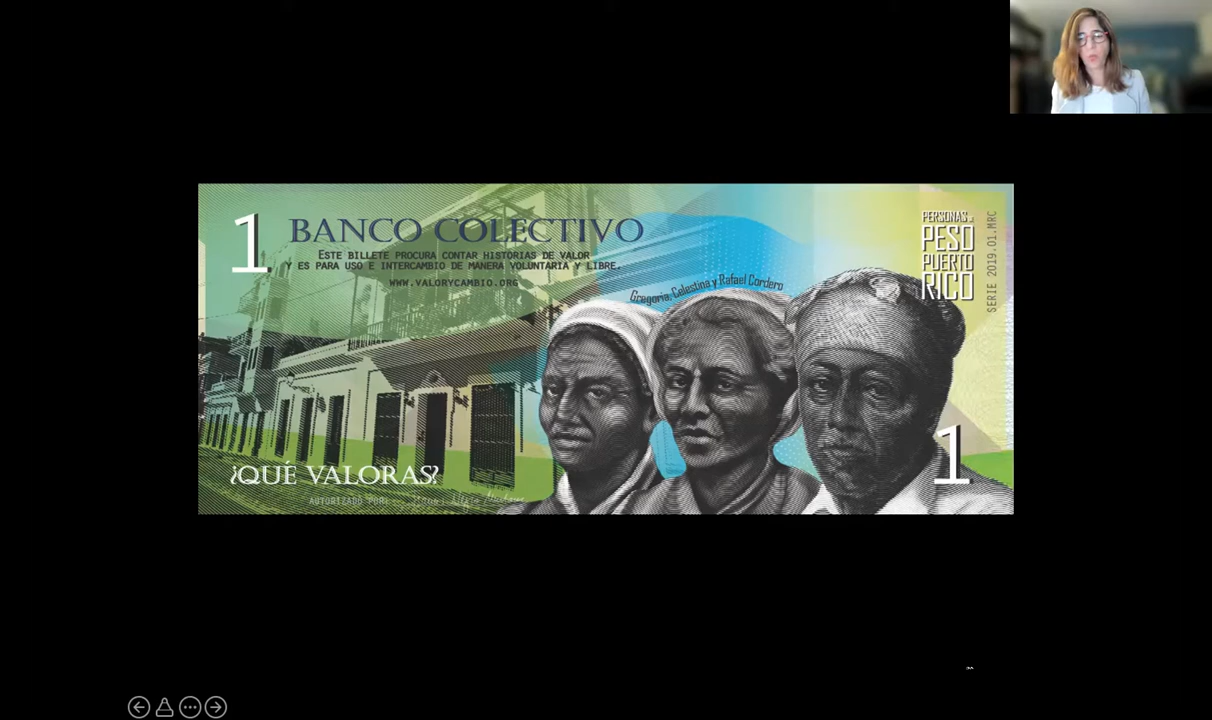 1
BANCO COLECTIVO
ESTE BILLETE PROCURA CONTAR HISTORIAS DE VALOR
Y ES PARA USO E INTERCAMBIO DE MANERA VOLUNTARIA Y LIBRE.
WWW.VALORYCAMBIO.ORG
Gregoria, Celestina y Rafael Cordero
PERSONAS de
PESO
PUERTO
RICO
SERIE 2019.01.MRC
¿QUÉ VALORAS?
AUTORIZADO POR:
1